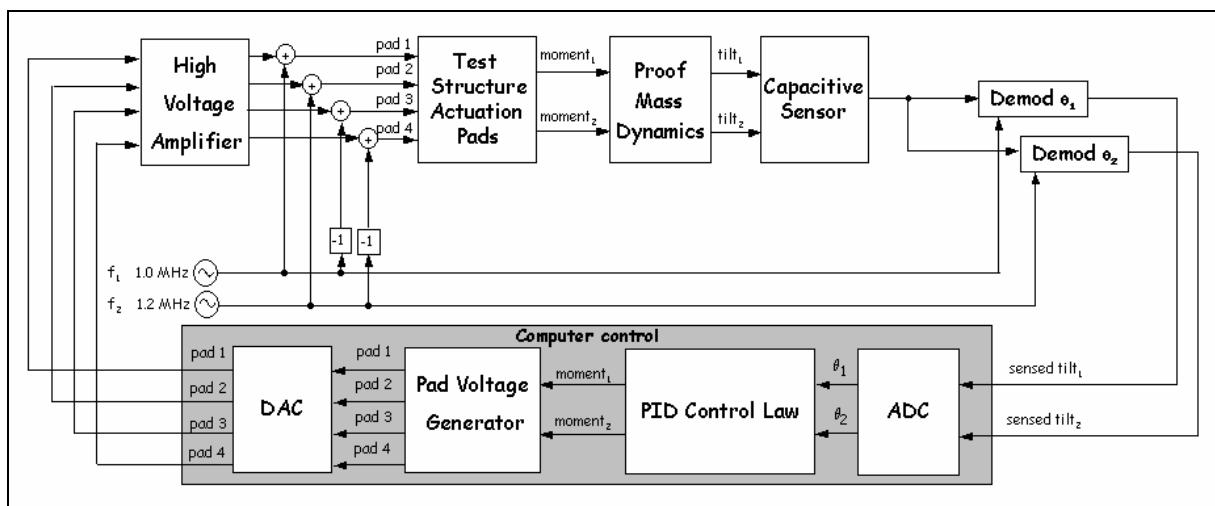 High
Voltage
Amplifier
+
+
+
+
pad 1
pad 2
pad 3
pad 4
Test
Structure
Actuation
Pads
moment₁
moment₂
Proof
Mass
Dynamics
tilt₁
tilt₂
Capacitive
Sensor
Demod θ₁
Demod θ₂
-1
-1
f₁ 1.0 MHz
f₂ 1.2 MHz
Computer control
pad 1
pad 2
pad 3
pad 4
DAC
pad 1
pad 2
pad 3
pad 4
Pad Voltage
Generator
moment₁
moment₂
PID Control Law
θ₁
θ₂
ADC
sensed tilt₁
sensed tilt₂